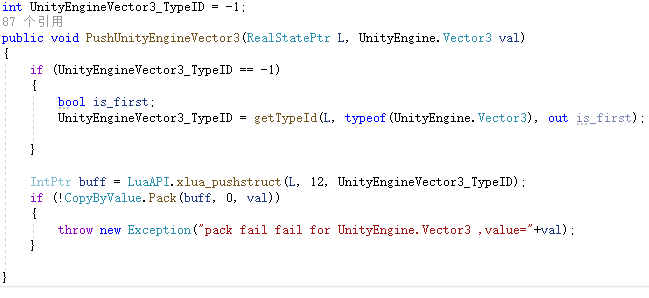 int UnityEngineVector3_TypeID = -1;
87 个引用
public void PushUnityEngineVector3(RealStatePtr L, UnityEngine.Vector3 val)
{
if (UnityEngineVector3_TypeID == -1)
{
bool is_first;
UnityEngineVector3_TypeID = getTypeId(L, typeof(UnityEngine.Vector3), out is_first);
}
IntPtr buff = LuaAPI.xlua_pushstruct(L, 12, UnityEngineVector3_TypeID);
if (!CopyByValue.Pack(buff, 0, val))
{
throw new Exception("pack fail fail for UnityEngine.Vector3 ,value="+val);
}
}